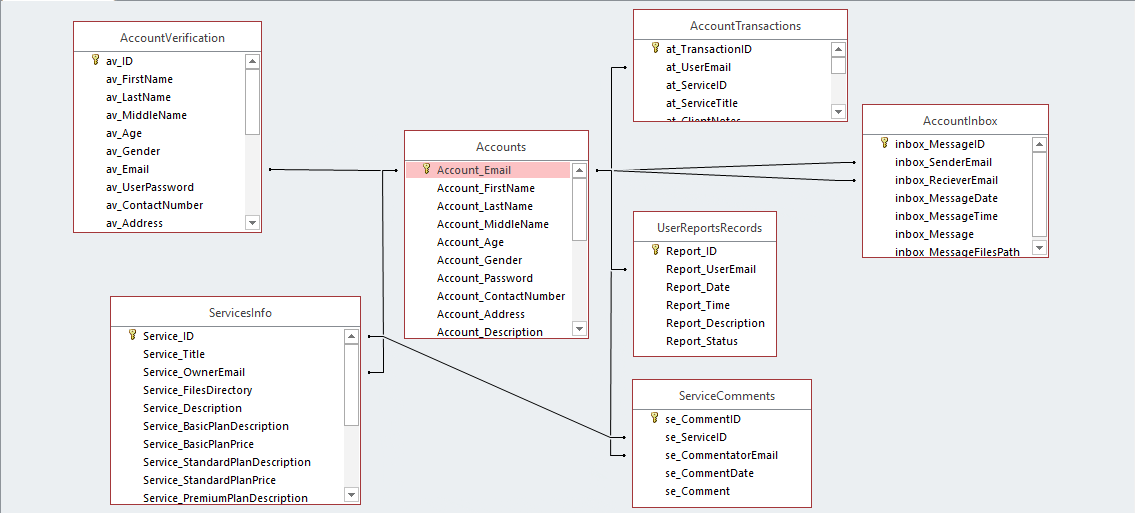 AccountVerification
av_ID
av_FirstName
av_LastName
av_MiddleName
av_Age
av_Gender
av_Email
av_UserPassword
av_ContactNumber
av_Address
Accounts
Account_Email
Account_FirstName
Account_LastName
Account_MiddleName
Account_Age
Account_Gender
Account_Password
Account_ContactNumber
Account_Address
Account_Description
AccountTransactions
at_TransactionID
at_UserEmail
at_ServiceID
at_ServiceTitle
at_ClientNotes
AccountInbox
inbox_MessageID
inbox_SenderEmail
inbox_RecieverEmail
inbox_MessageDate
inbox_MessageTime
inbox_Message
inbox_MessageFilesPath
UserReportsRecords
Report_ID
Report_UserEmail
Report_Date
Report_Time
Report_Description
Report_Status
ServicesInfo
Service_ID
Service_Title
Service_OwnerEmail
Service_FilesDirectory
Service_Description
Service_BasicPlanDescription
Service_BasicPlanPrice
Service_StandardPlanDescription
Service_StandardPlanPrice
Service_PremiumPlanDescription
ServiceComments
se_CommentID
se_ServiceID
se_CommentatorEmail
se_CommentDate
se_Comment